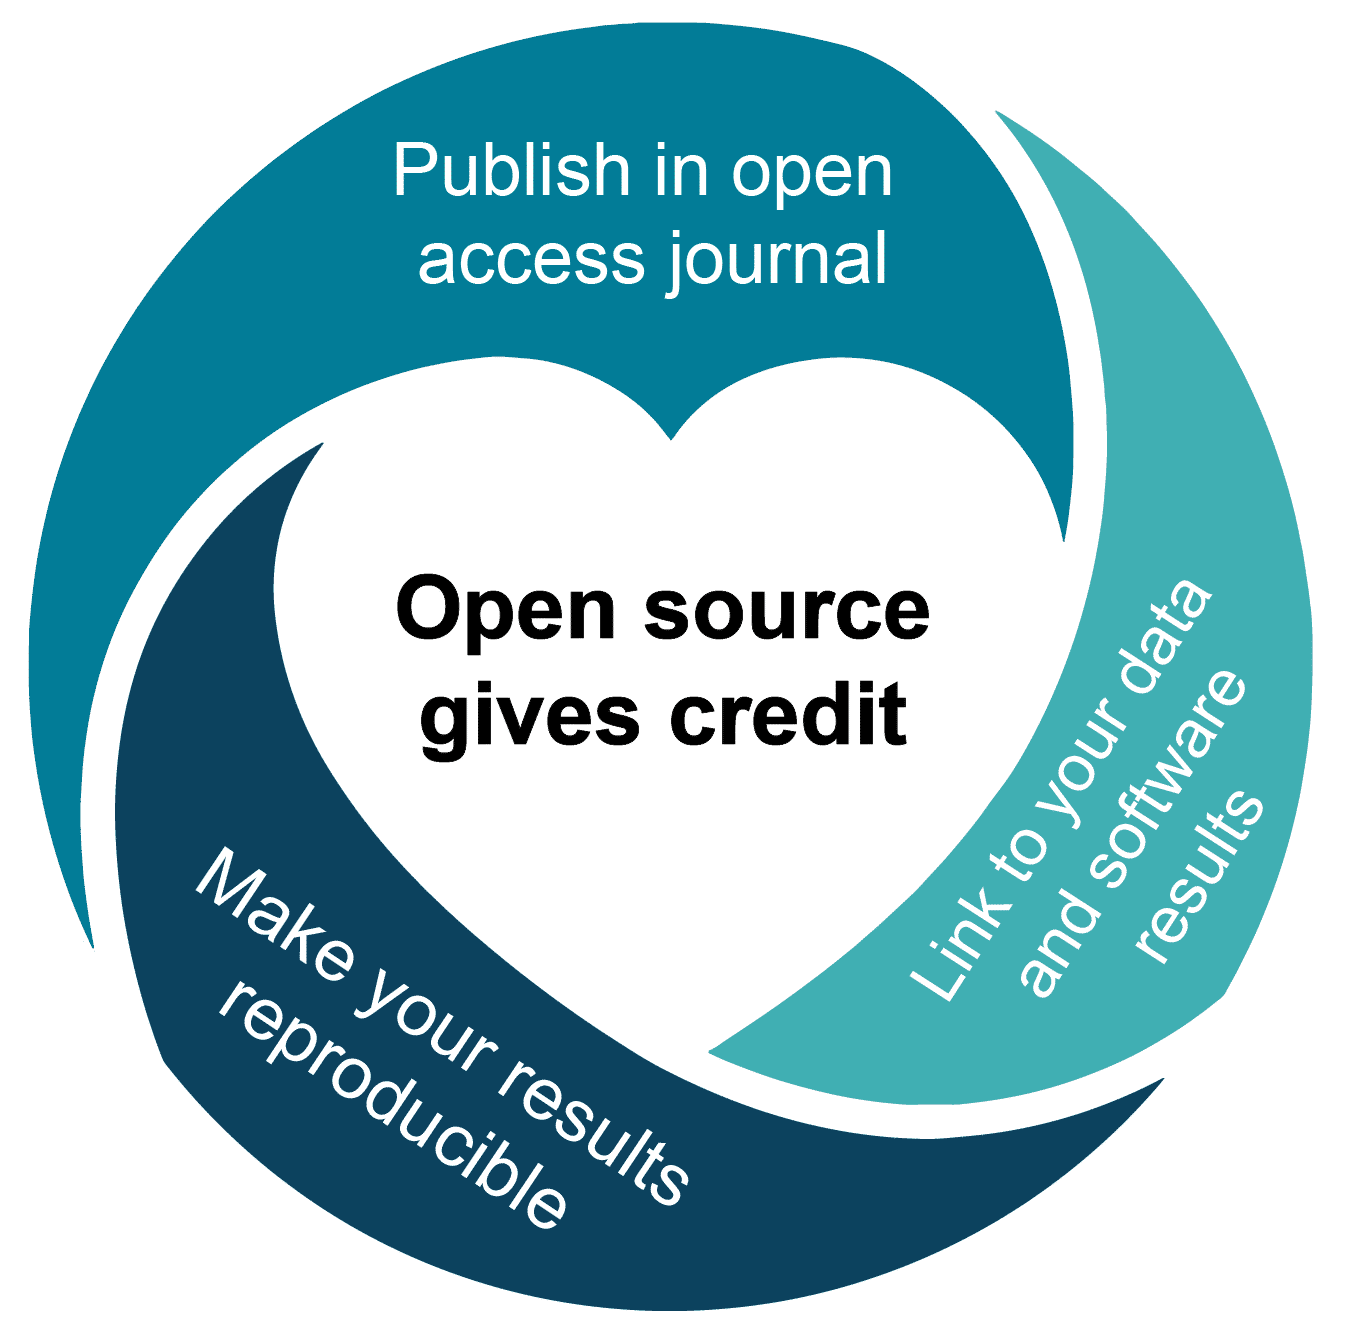 Publish in open
access journal
Open source
gives credit
Link to your data
and software
results
Make your results
reproducible